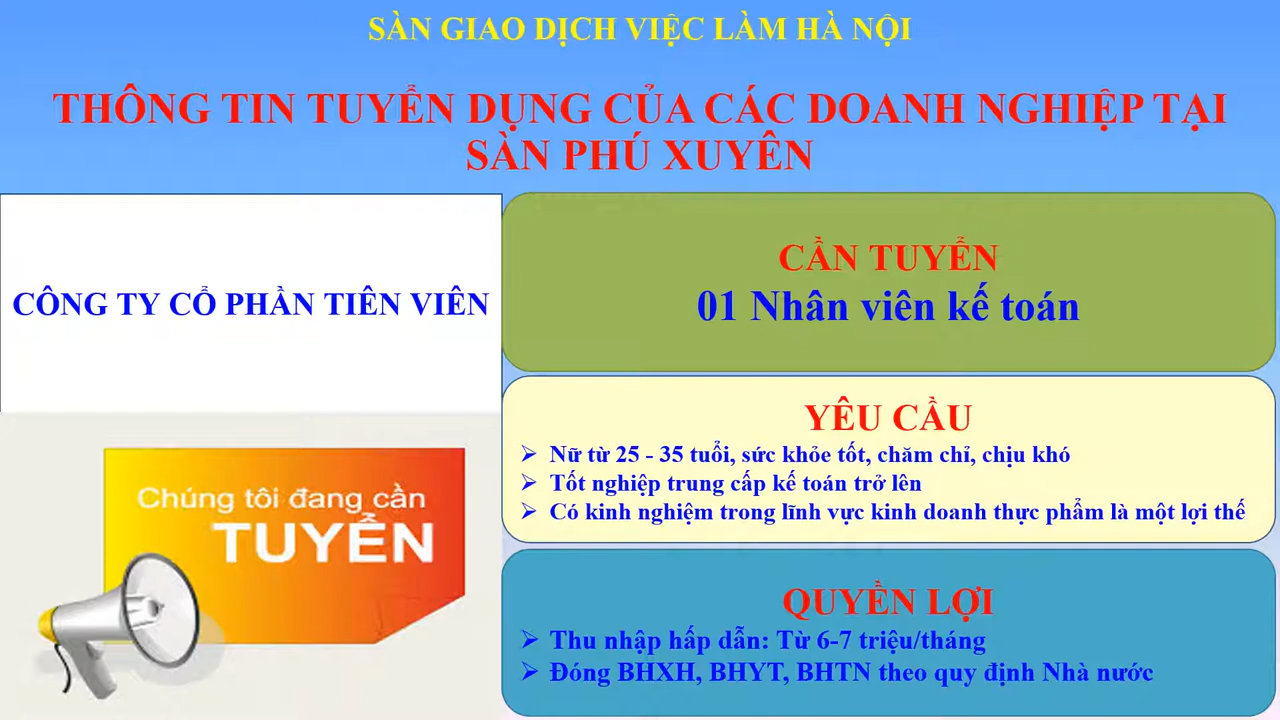 SÀN GIAO DỊCH VIỆC LÀM HÀ NỘI
THÔNG TIN TUYỂN DỤNG CỦA CÁC DOANH NGHIỆP TẠI
SÀN PHÚ XUYÊN
CÔNG TY CỔ PHẦN TIÊN VIÊN
Chúng tôi đang cần
TUYỂN
CẦN TUYỂN
01 Nhân viên kế toán
YÊU CẦU
➢ Nữ từ 25 - 35 tuổi, sức khỏe tốt, chăm chỉ, chịu khó
➢ Tốt nghiệp trung cấp kế toán trở lên
➢ Có kinh nghiệm trong lĩnh vực kinh doanh thực phẩm là một lợi thế
QUYỀN LỢI
➢ Thu nhập hấp dẫn: Từ 6-7 triệu/tháng
➢ Đóng BHXH, BHYT, BHTN theo quy định Nhà nước